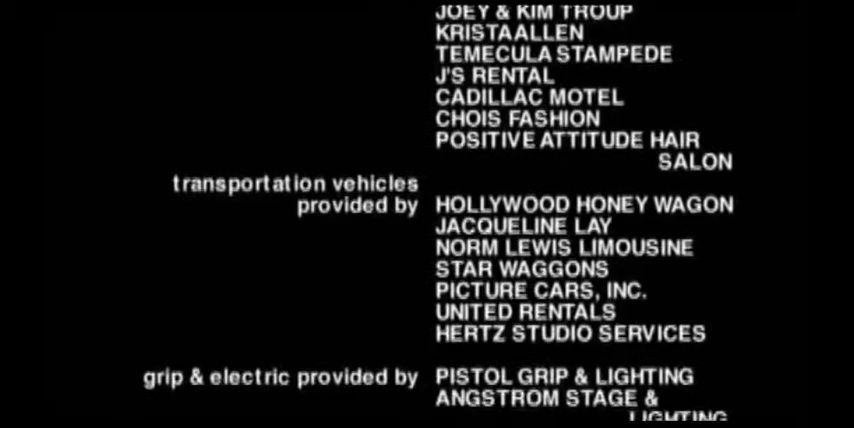 JOEY & KIM TROUP
KRISTAALLEN
TEMECULA STAMPEDE
J'S RENTAL
CADILLAC MOTEL
CHOIS FASHION
POSITIVE ATTITUDE HAIR
SALON
transportation vehicles
provided by HOLLYWOOD HONEY WAGON
JACQUELINE LAY
NORM LEWIS LIMOUSINE
STAR WAGGONS
PICTURE CARS, INC.
UNITED RENTALS
HERTZ STUDIO SERVICES
grip & electric provided by PISTOL GRIP & LIGHTING
ANGSTROM STAGE &
LIGHTING